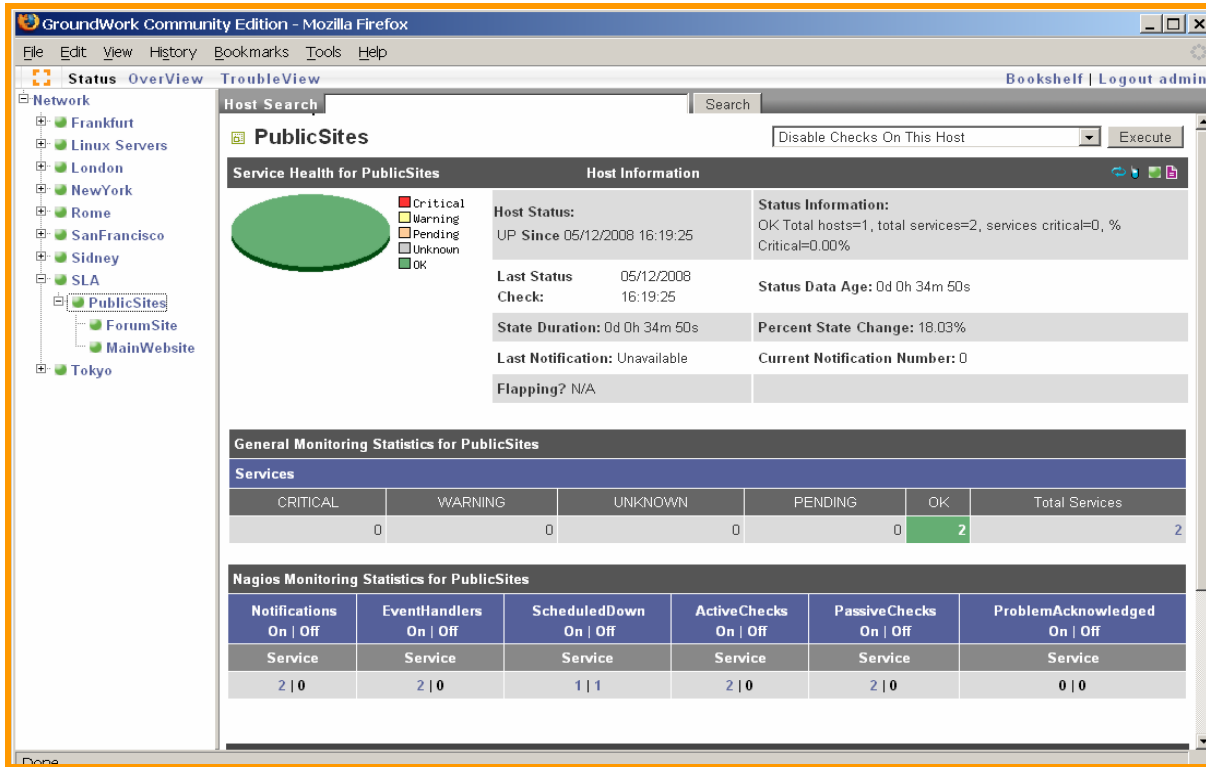 GroundWork Community Edition - Mozilla Firefox
File Edit View History Bookmarks Tools Help
Status OverView TroubleView Bookshelf | Logout admin
Network
Frankfurt
Linux Servers
London
NewYork
Rome
SanFrancisco
Sidney
SLA
PublicSites
ForumSite
MainWebsite
Tokyo
Host Search Search
PublicSites Disable Checks On This Host Execute
Service Health for PublicSites Host Information
Critical
Warning
Pending
Unknown
OK
Host Status:
UP Since 05/12/2008 16:19:25
Status Information:
OK Total hosts=1, total services=2, services critical=0, %
Critical=0.00%
Last Status Check: 05/12/2008 16:19:25
Status Data Age: 0d 0h 34m 50s
State Duration: 0d 0h 34m 50s
Percent State Change: 18.03%
Last Notification: Unavailable
Current Notification Number: 0
Flapping? N/A
General Monitoring Statistics for PublicSites
Services
CRITICAL WARNING UNKNOWN PENDING OK Total Services
0 0 0 0 2 2
Nagios Monitoring Statistics for PublicSites
Notifications EventHandlers ScheduledDown ActiveChecks PassiveChecks ProblemAcknowledged
On | Off On | Off On | Off On | Off On | Off On | Off
Service Service Service Service Service Service
2 | 0 2 | 0 1 | 1 2 | 0 2 | 0 0 | 0
Done